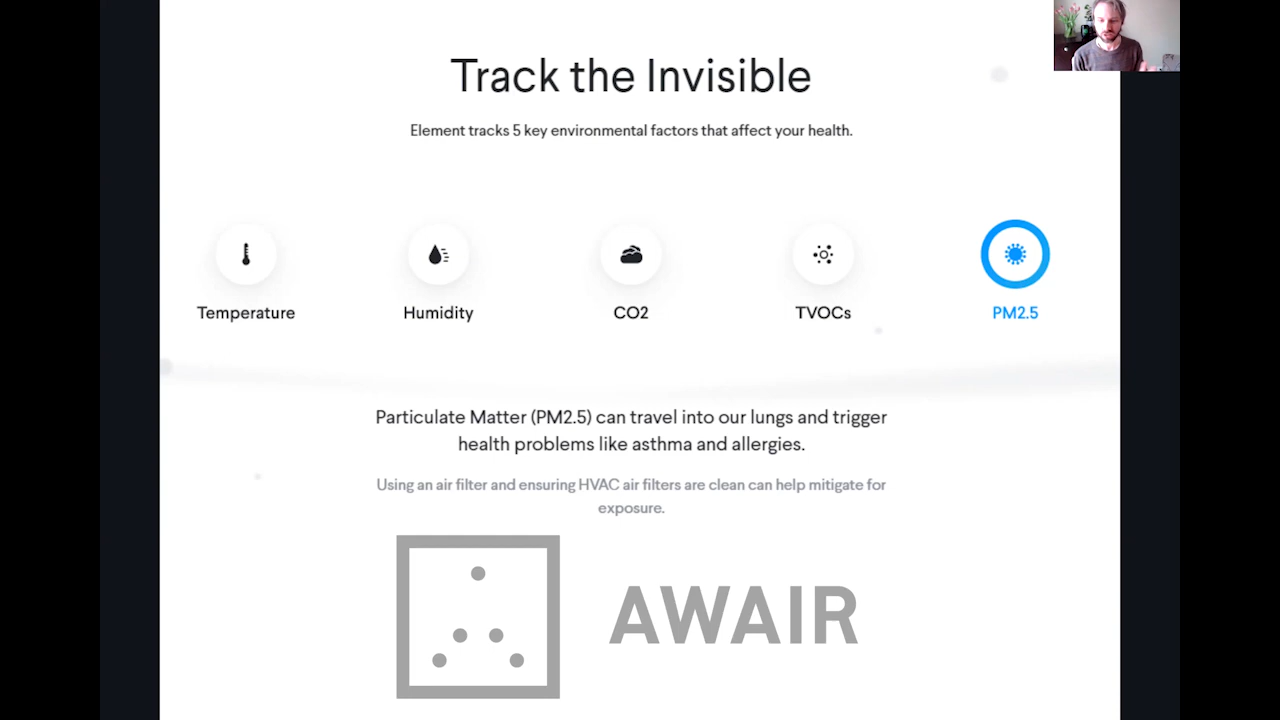 Track the Invisible
Element tracks 5 key environmental factors that affect your health.
Temperature
Humidity
CO2
TVOCs
PM2.5
Particulate Matter (PM2.5) can travel into our lungs and trigger
health problems like asthma and allergies.
Using an air filter and ensuring HVAC air filters are clean can help mitigate for
exposure.
AWAIR